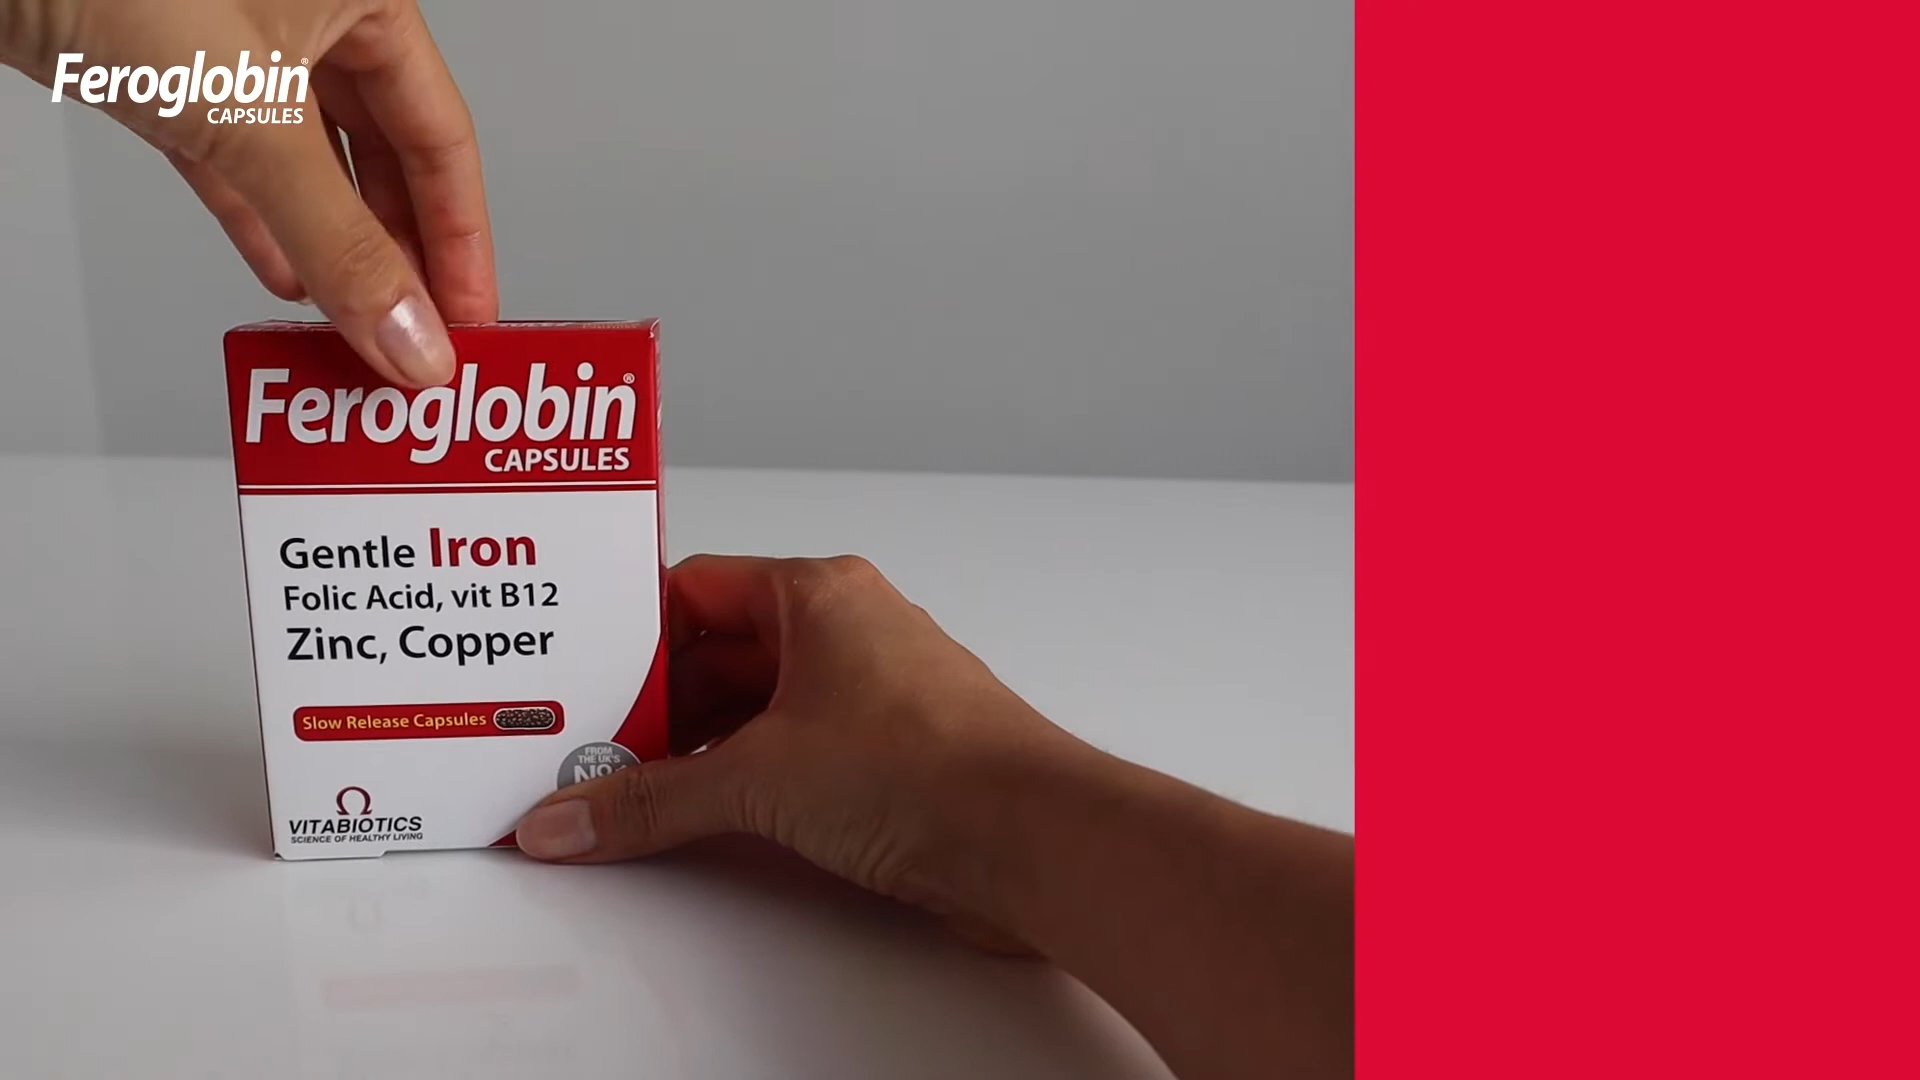 Feroglobin®
CAPSULES
Feroglobin®
CAPSULES
Gentle Iron
Folic Acid, vit B12
Zinc, Copper
Slow Release Capsules
FROM
THE UK'S
VITABIOTICS
SCIENCE OF HEALTHY LIVING